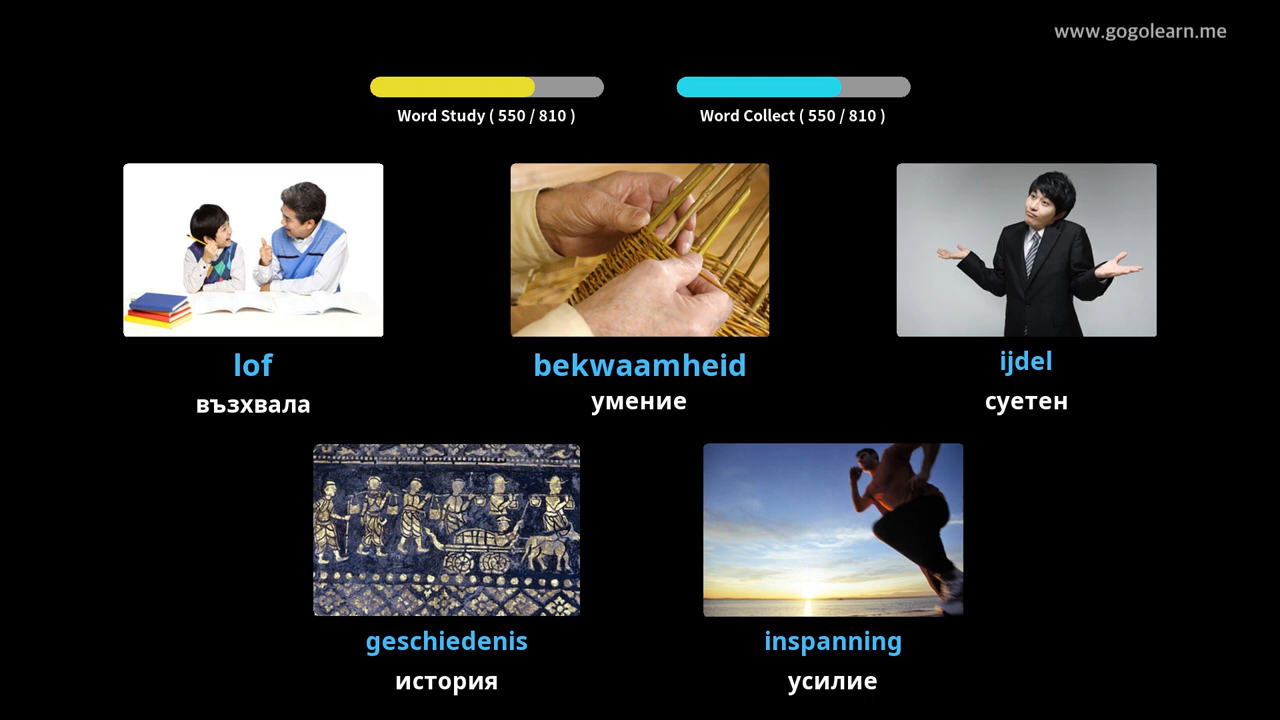 www.gogolearn.me
Word Study ( 550 / 810 )
Word Collect ( 550 / 810 )
lof
възхвала
bekwaamheid
умение
ijdel
суетен
geschiedenis
история
inspanning
усилие